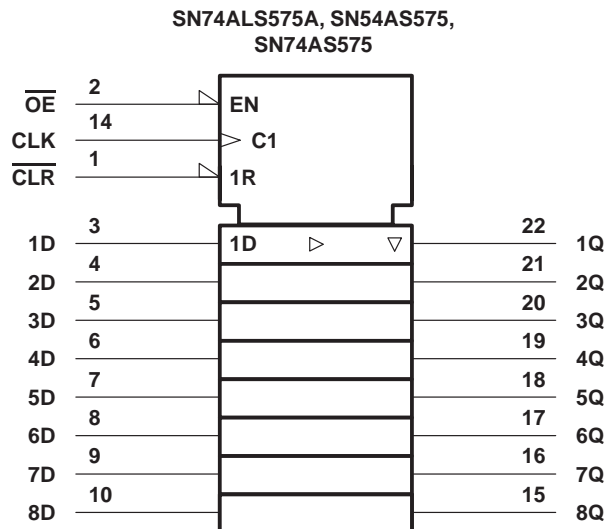 SN74ALS575A, SN54AS575,
SN74AS575
OE 2 EN
CLK 14 C1
CLR 1 1R
1D 3 1D 22 1Q
2D 4 21 2Q
3D 5 20 3Q
4D 6 19 4Q
5D 7 18 5Q
6D 8 17 6Q
7D 9 16 7Q
8D 10 15 8Q